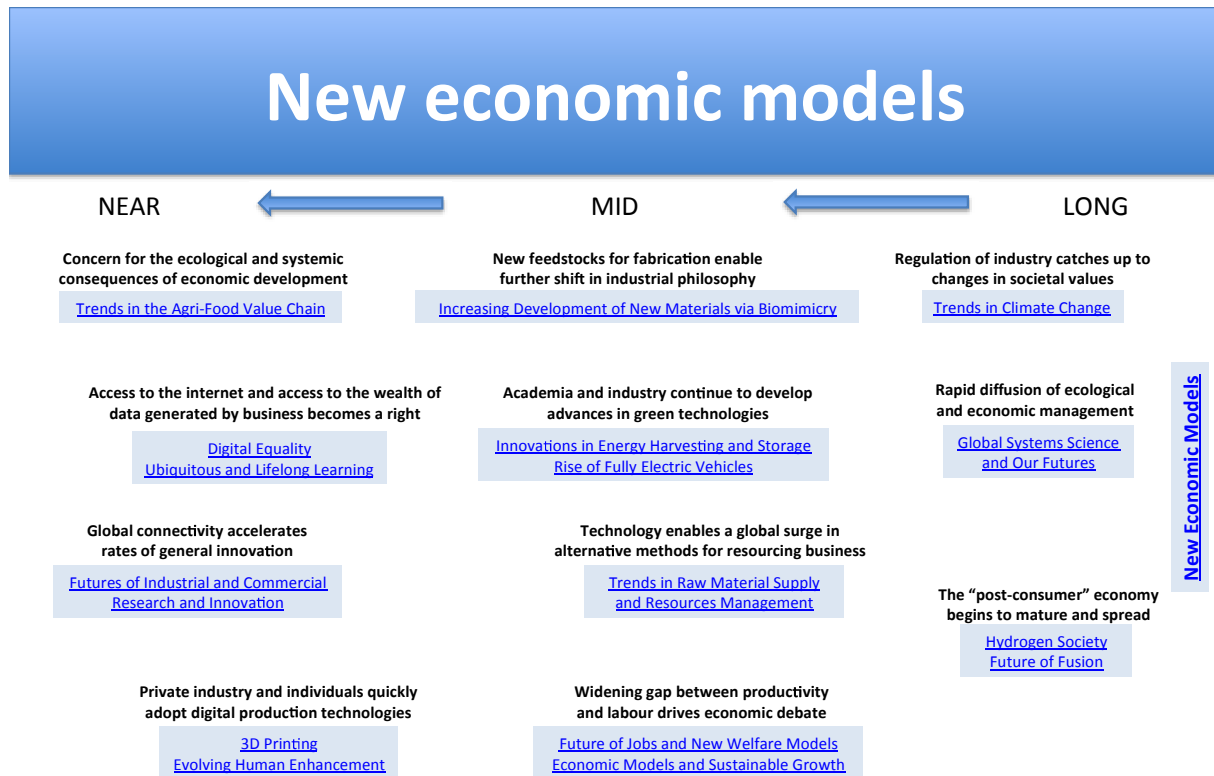 New economic models
NEAR
MID
LONG
Concern for the ecological and systemic
consequences of economic development
Trends in the Agri-Food Value Chain
New feedstocks for fabrication enable
further shift in industrial philosophy
Increasing Development of New Materials via Biomimicry
Regulation of industry catches up to
changes in societal values
Trends in Climate Change
Access to the internet and access to the wealth of
data generated by business becomes a right
Digital Equality
Ubiquitous and Lifelong Learning
Academia and industry continue to develop
advances in green technologies
Innovations in Energy Harvesting and Storage
Rise of Fully Electric Vehicles
Rapid diffusion of ecological
and economic management
Global Systems Science
and Our Futures
New Economic Models
Global connectivity accelerates
rates of general innovation
Futures of Industrial and Commercial
Research and Innovation
Technology enables a global surge in
alternative methods for resourcing business
Trends in Raw Material Supply
and Resources Management
The “post-consumer” economy
begins to mature and spread
Hydrogen Society
Future of Fusion
Private industry and individuals quickly
adopt digital production technologies
3D Printing
Evolving Human Enhancement
Widening gap between productivity
and labour drives economic debate
Future of Jobs and New Welfare Models
Economic Models and Sustainable Growth